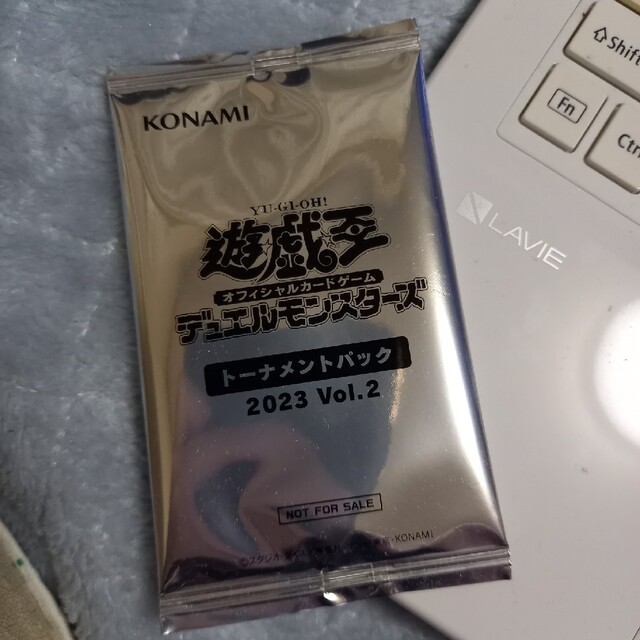 KONAMI
YU-GI-OH!
遊戯王
オフィシャルカードゲーム
デュエルモンスターズ
トーナメントパック
2023 Vol.2
NOT FOR SALE
・KONAMI
⇧Shift
Fn
Ctr
LAVIE